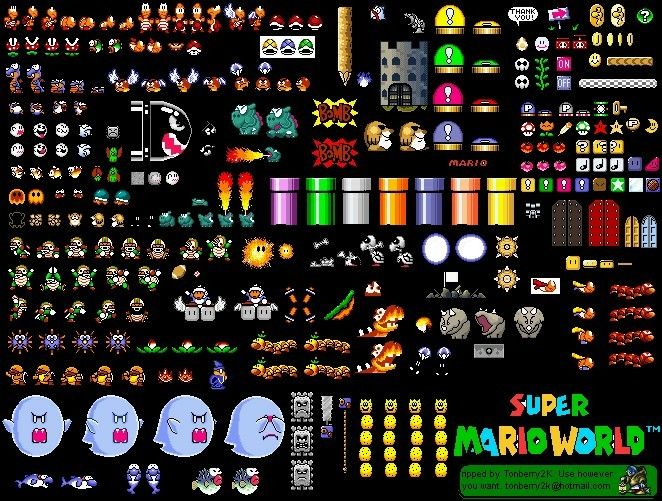 THANK
YOU!
BOMB
ON
BOMB
OFF
MARIO
P
P
SUPER
MARIO WORLD™
ripped by Tonberry2K. Use however
you want. tonberry2k@hotmail.com